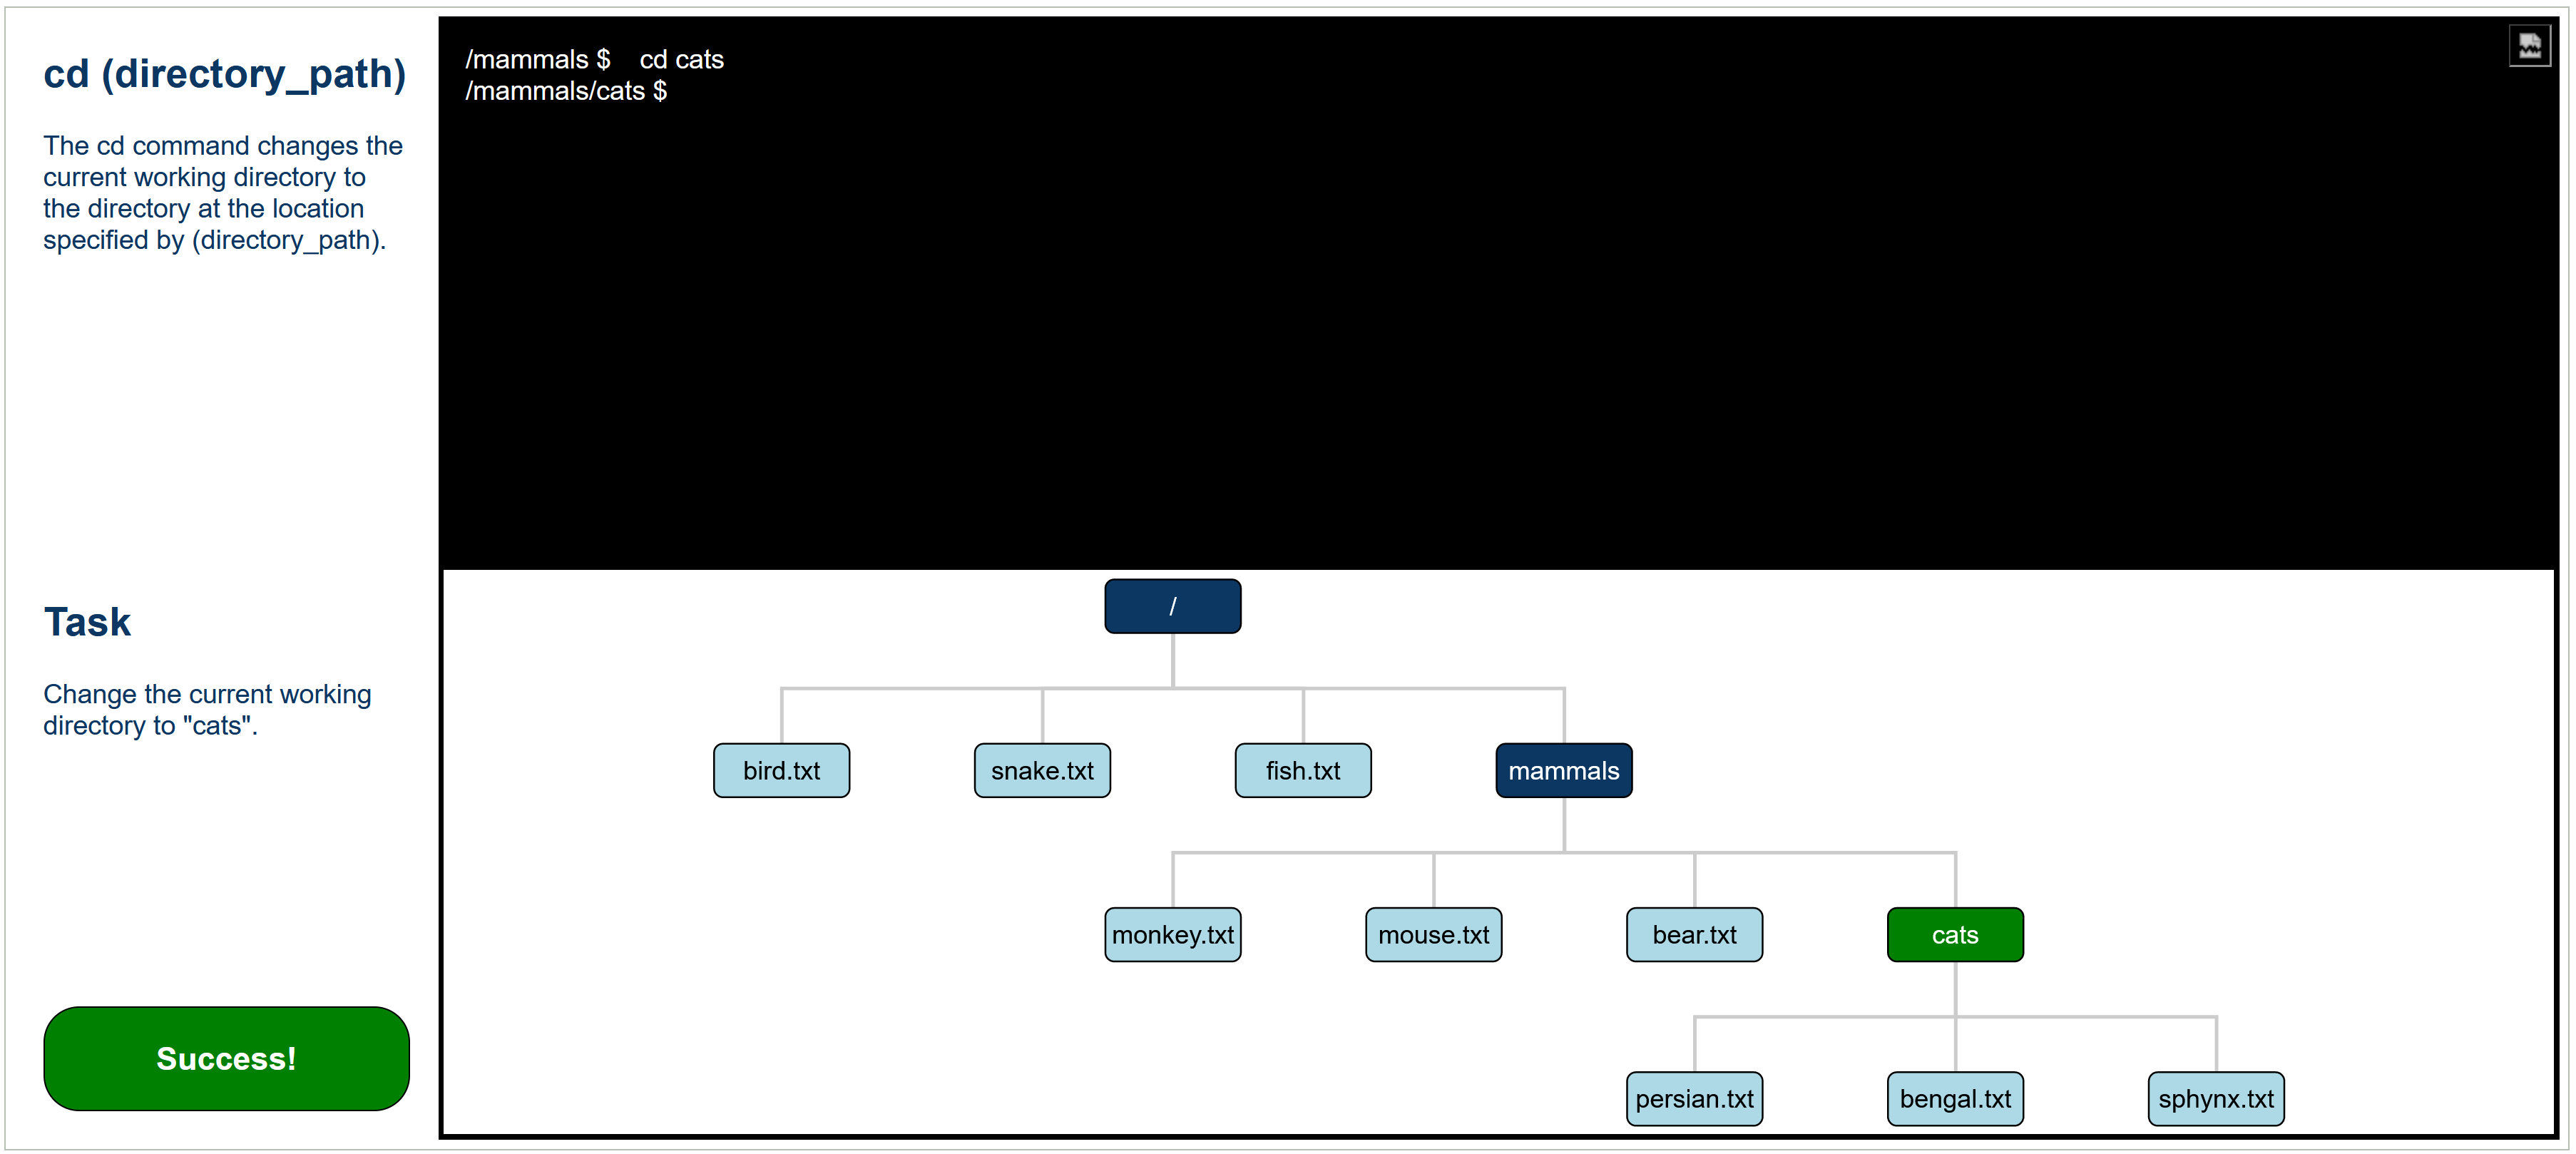 cd (directory_path)
The cd command changes the
current working directory to
the directory at the location
specified by (directory_path).
Task
Change the current working
directory to "cats".
Success!
/mammals $    cd cats
/mammals/cats $
/
bird.txt
snake.txt
fish.txt
mammals
monkey.txt
mouse.txt
bear.txt
cats
persian.txt
bengal.txt
sphynx.txt